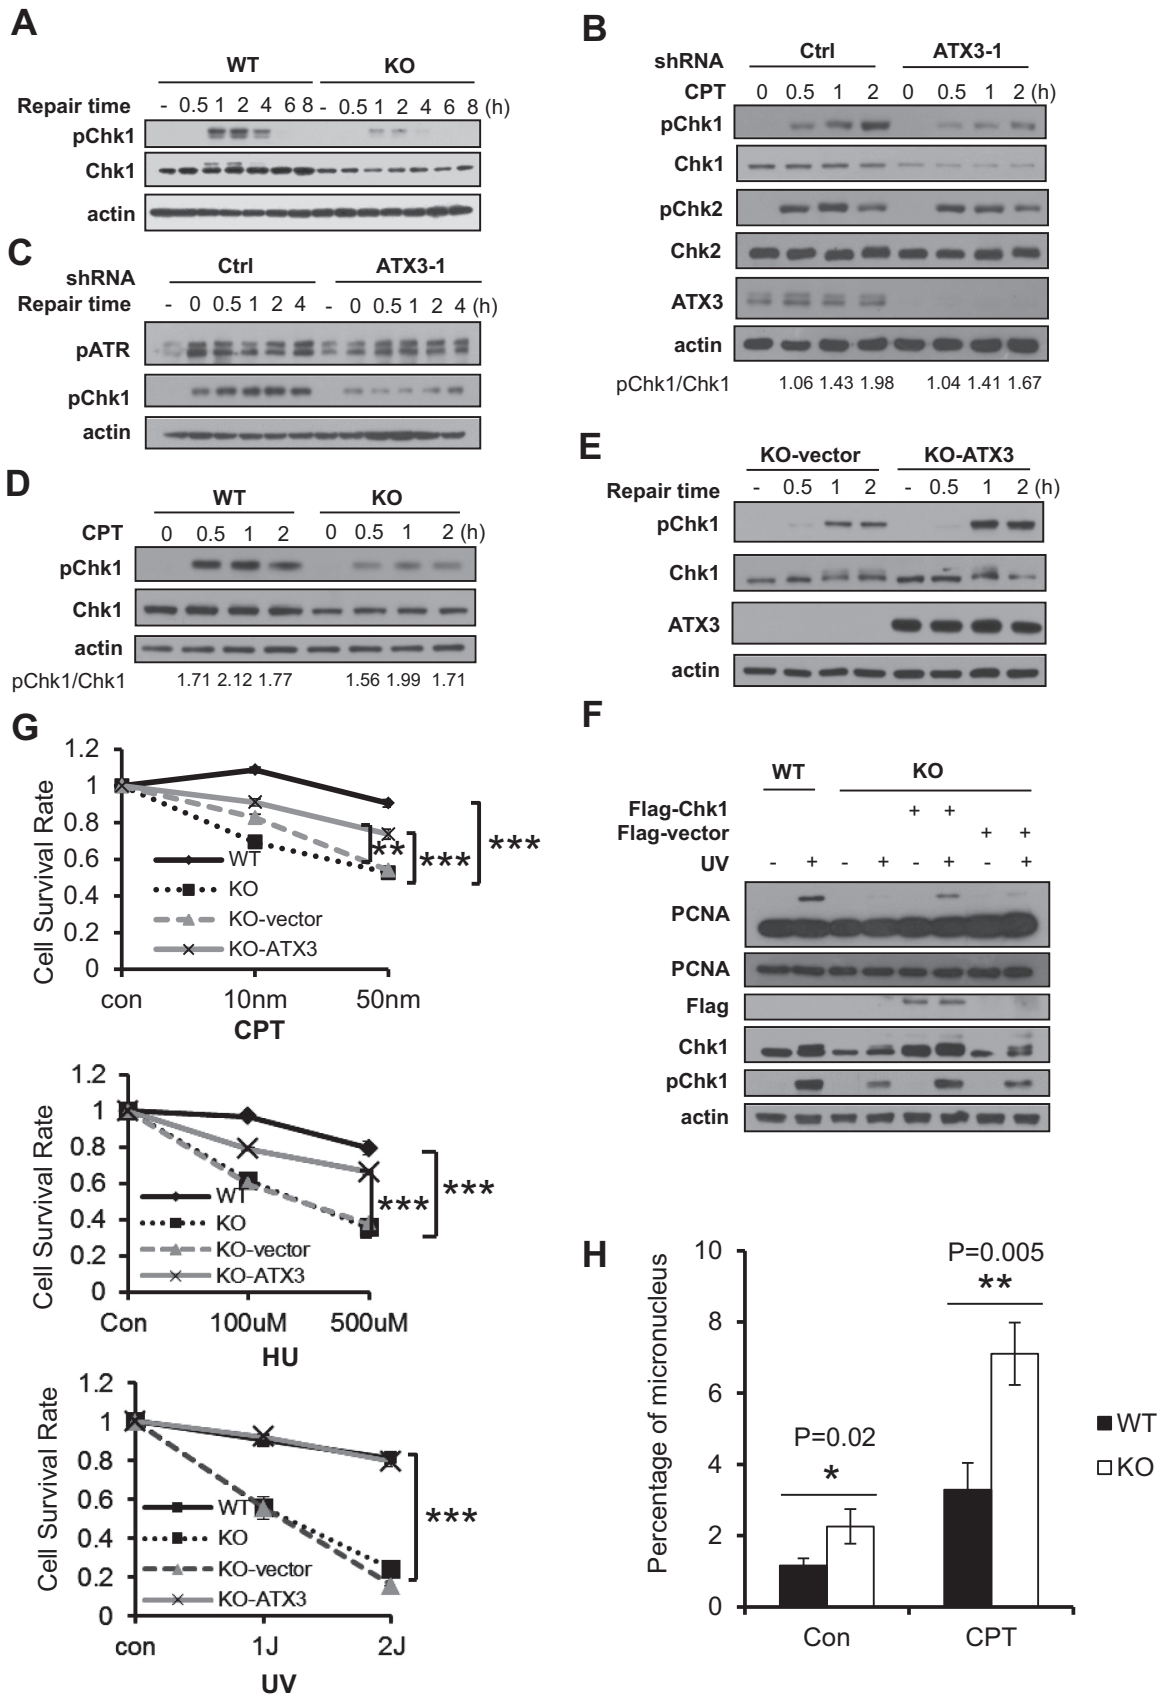 A
WT KO
Repair time - 0.5 1 2 4 6 8 - 0.5 1 2 4 6 8 (h)
pChk1
Chk1
actin
B
shRNA Ctrl ATX3-1
CPT 0 0.5 1 2 0 0.5 1 2 (h)
pChk1
Chk1
pChk2
Chk2
ATX3
actin
pChk1/Chk1 1.06 1.43 1.98 1.04 1.41 1.67
C
shRNA Ctrl ATX3-1
Repair time - 0 0.5 1 2 4 - 0 0.5 1 2 4 (h)
pATR
pChk1
actin
D
WT KO
CPT 0 0.5 1 2 0 0.5 1 2 (h)
pChk1
Chk1
actin
pChk1/Chk1 1.71 2.12 1.77 1.56 1.99 1.71
E
KO-vector KO-ATX3
Repair time - 0.5 1 2 - 0.5 1 2 (h)
pChk1
Chk1
ATX3
actin
F
WT KO
Flag-Chk1 + +
Flag-vector + +
UV - + - + - + - +
PCNA
PCNA
Flag
Chk1
pChk1
actin
G
Cell Survival Rate
1.2
1
0.8
0.6
0.4
0.2
0
** *** ***
WT
KO
KO-vector
KO-ATX3
con 10nm 50nm
CPT
Cell Survival Rate
1.2
1
0.8
0.6
0.4
0.2
0
*** ***
WT
KO
KO-vector
KO-ATX3
Con 100uM 500uM
HU
Cell Survival Rate
1.2
1
0.8
0.6
0.4
0.2
0
***
WT
KO
KO-vector
KO-ATX3
con 1J 2J
UV
H
Percentage of micronucleus
10
8
6
4
2
0
P=0.02
*
P=0.005
**
WT
KO
Con CPT